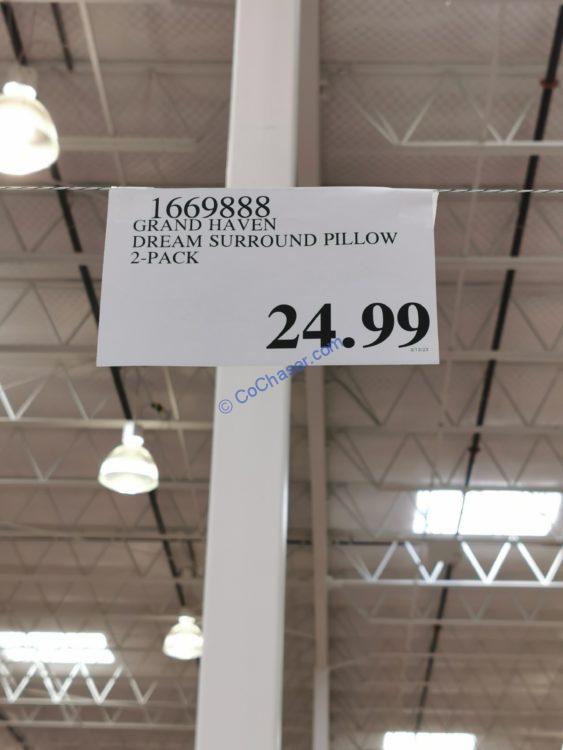 1669888
GRAND HAVEN
DREAM SURROUND PILLOW
2-PACK
24.99
© CoChaser.com